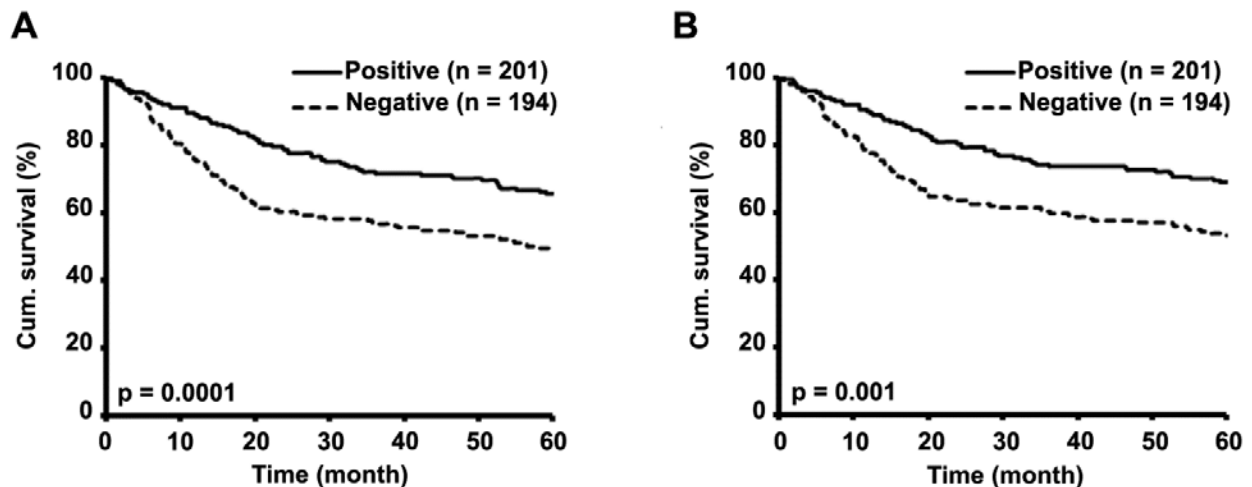 A
Positive (n = 201)
Negative (n = 194)
100
80
60
40
20
0
Cum. survival (%)
p = 0.0001
0 10 20 30 40 50 60
Time (month)
B
Positive (n = 201)
Negative (n = 194)
100
80
60
40
20
0
Cum. survival (%)
p = 0.001
0 10 20 30 40 50 60
Time (month)